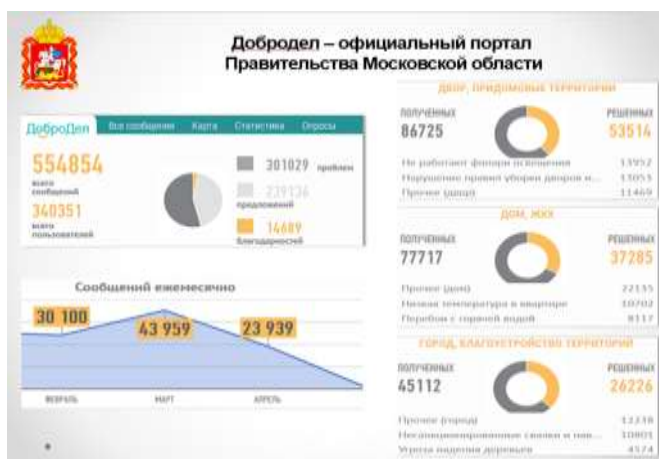 Добродел – официальный портал
Правительства Московской области
ДоброДел
Все сообщения
Карта
Статистика
Опросы
554854
всего
сообщений
340351
всего
пользователей
301029 проблем
239136
предложений
14689
благодарностей
Сообщений ежемесячно
30 100
43 959
23 939
ФЕВРАЛЬ
МАРТ
АПРЕЛЬ
ДВОР, ПРИДОМОВЫЕ ТЕРРИТОРИИ
ПОЛУЧЕННЫХ
86725
РЕШЕННЫХ
53514
Не работают фонари освещения 13952
Нарушение правил уборки дворов и... 13053
Прочее (двор) 11469
ДОМ, ЖКХ
ПОЛУЧЕННЫХ
77717
РЕШЕННЫХ
37285
Прочее (дом) 22135
Низкая температура в квартире 10702
Перебои с горячей водой 8117
ГОРОД, БЛАГОУСТРОЙСТВО ТЕРРИТОРИЙ
ПОЛУЧЕННЫХ
45112
РЕШЕННЫХ
26226
Прочее (город) 12238
Несанкционированные свалки и нав... 10801
Угроза падения деревьев 4574